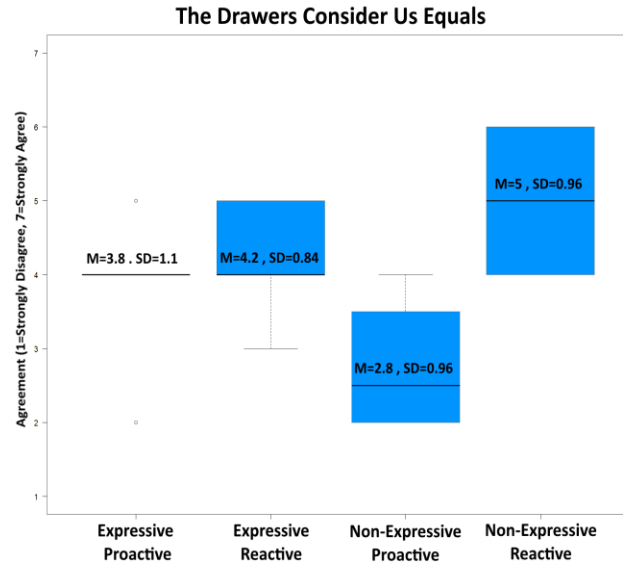 The Drawers Consider Us Equals
Agreement (1=Strongly Disagree, 7=Strongly Agree)
7
6
5
4
3
2
1
M=3.8 . SD=1.1
M=4.2 , SD=0.84
M=2.8 , SD=0.96
M=5 , SD=0.96
Expressive
Proactive
Expressive
Reactive
Non-Expressive
Proactive
Non-Expressive
Reactive